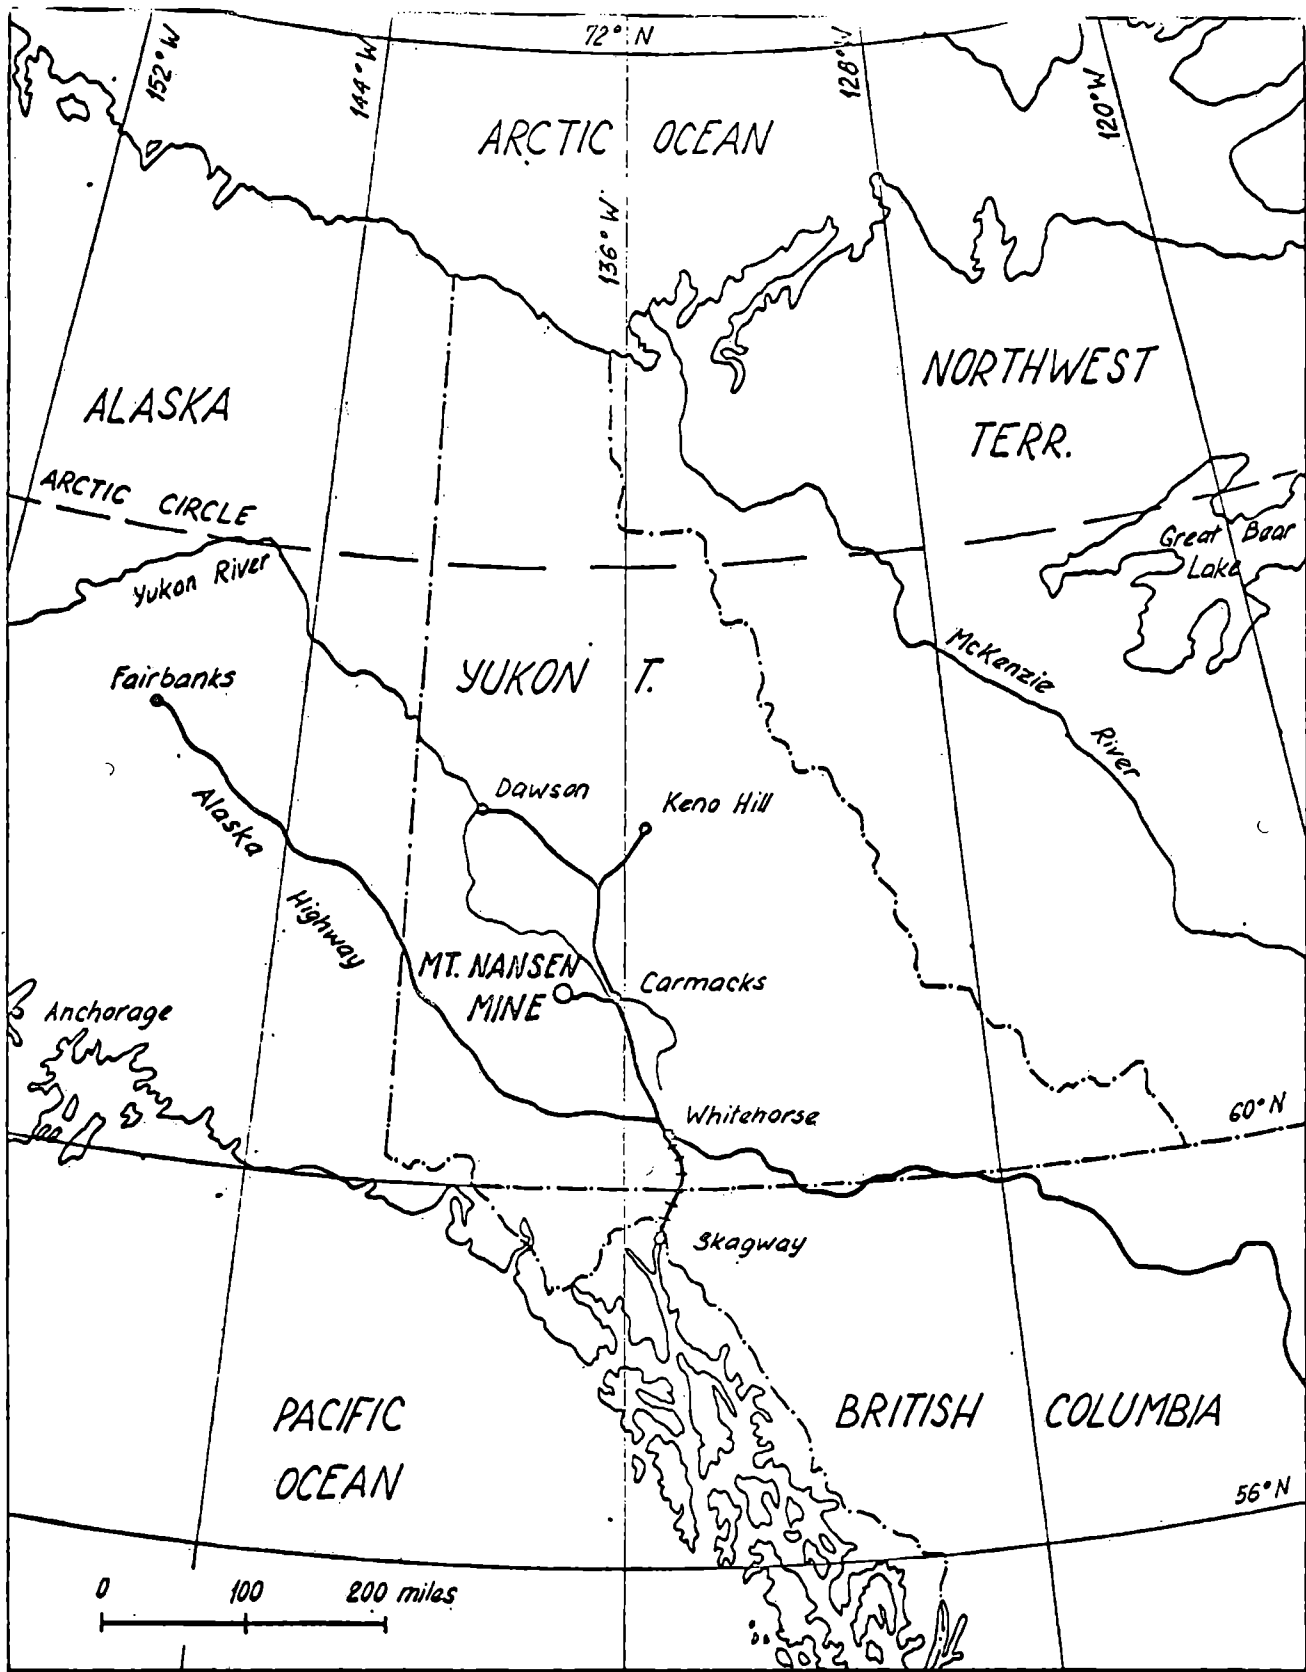 72° N
152° W
144° W
128° W
120° W
ARCTIC OCEAN
136° W
NORTHWEST
TERR.
ALASKA
ARCTIC CIRCLE
Great Bear
Lake
Yukon River
McKenzie
River
Fairbanks
YUKON T.
Dawson
Keno Hill
Alaska
Highway
MT. NANSEN
MINE
Carmacks
Anchorage
Whitehorse
60° N
Skagway
PACIFIC
OCEAN
BRITISH COLUMBIA
56° N
0 100 200 miles